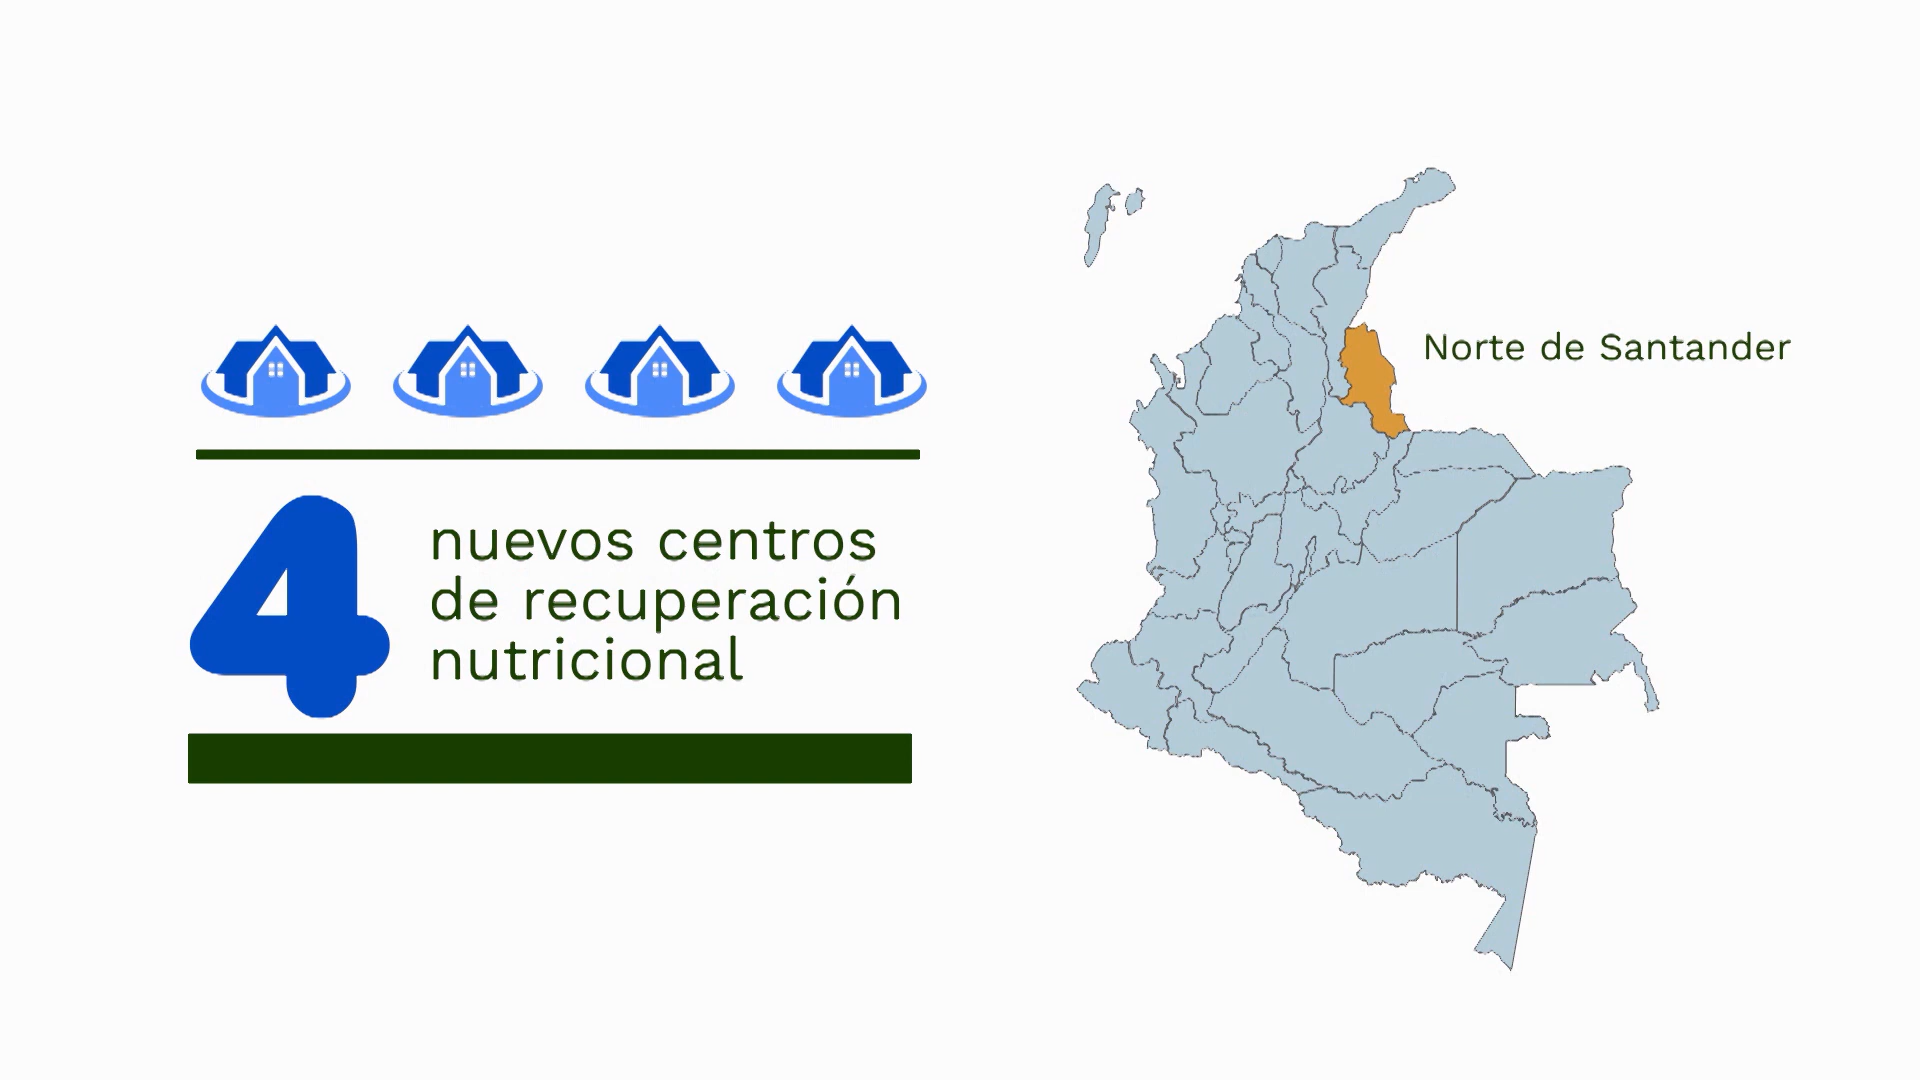 4
nuevos centros
de recuperación
nutricional
Norte de Santander